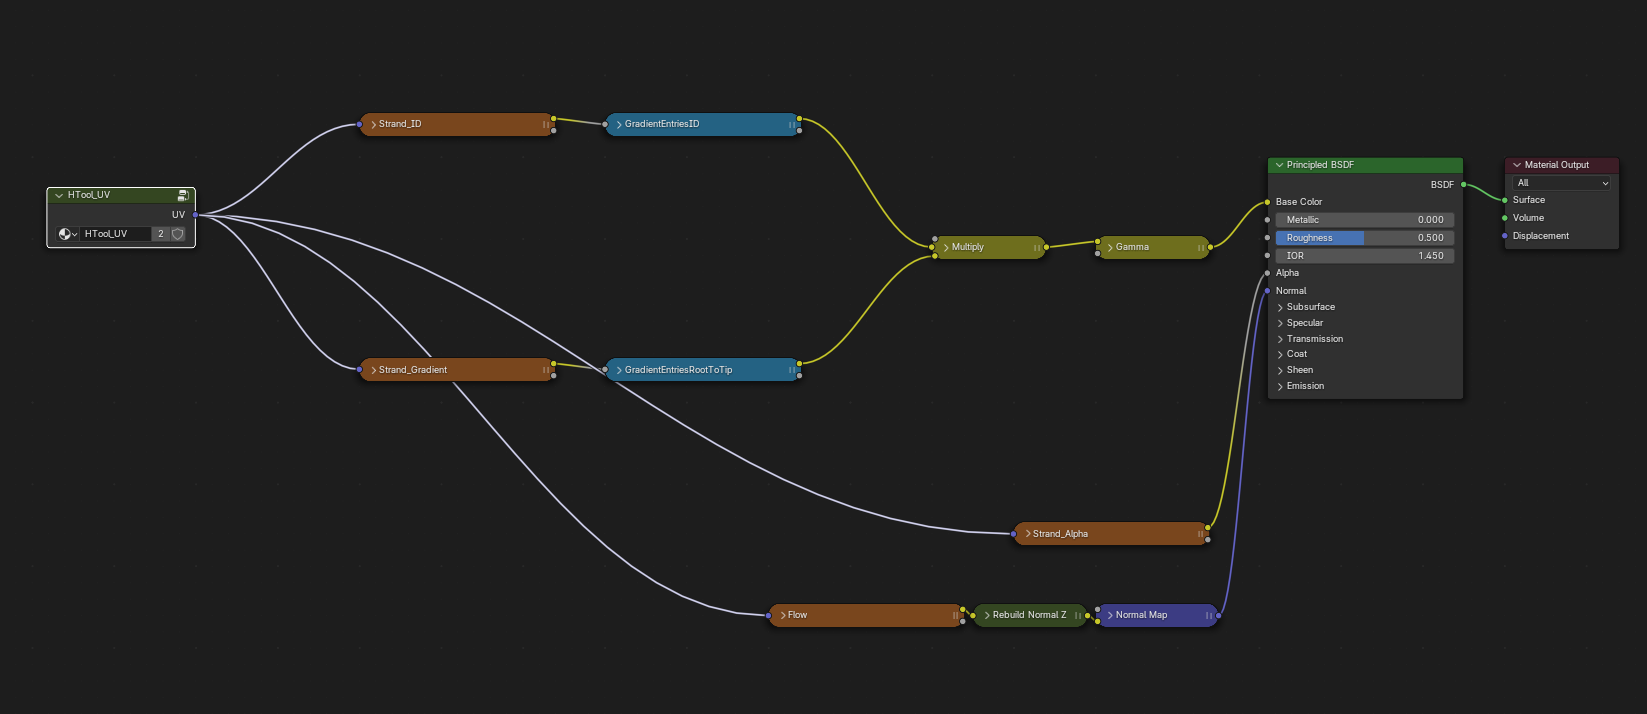 HTool_UV
UV
HTool_UV 2
Strand_ID
GradientEntriesID
Strand_Gradient
GradientEntriesRootToTip
Multiply
Gamma
Strand_Alpha
Flow
Rebuild Normal Z
Normal Map
Principled BSDF
BSDF
Base Color
Metallic 0.000
Roughness 0.500
IOR 1.450
Alpha
Normal
Subsurface
Specular
Transmission
Coat
Sheen
Emission
Material Output
All
Surface
Volume
Displacement